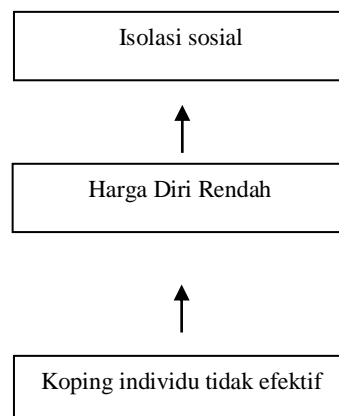 Isolasi sosial
Harga Diri Rendah
Koping individu tidak efektif